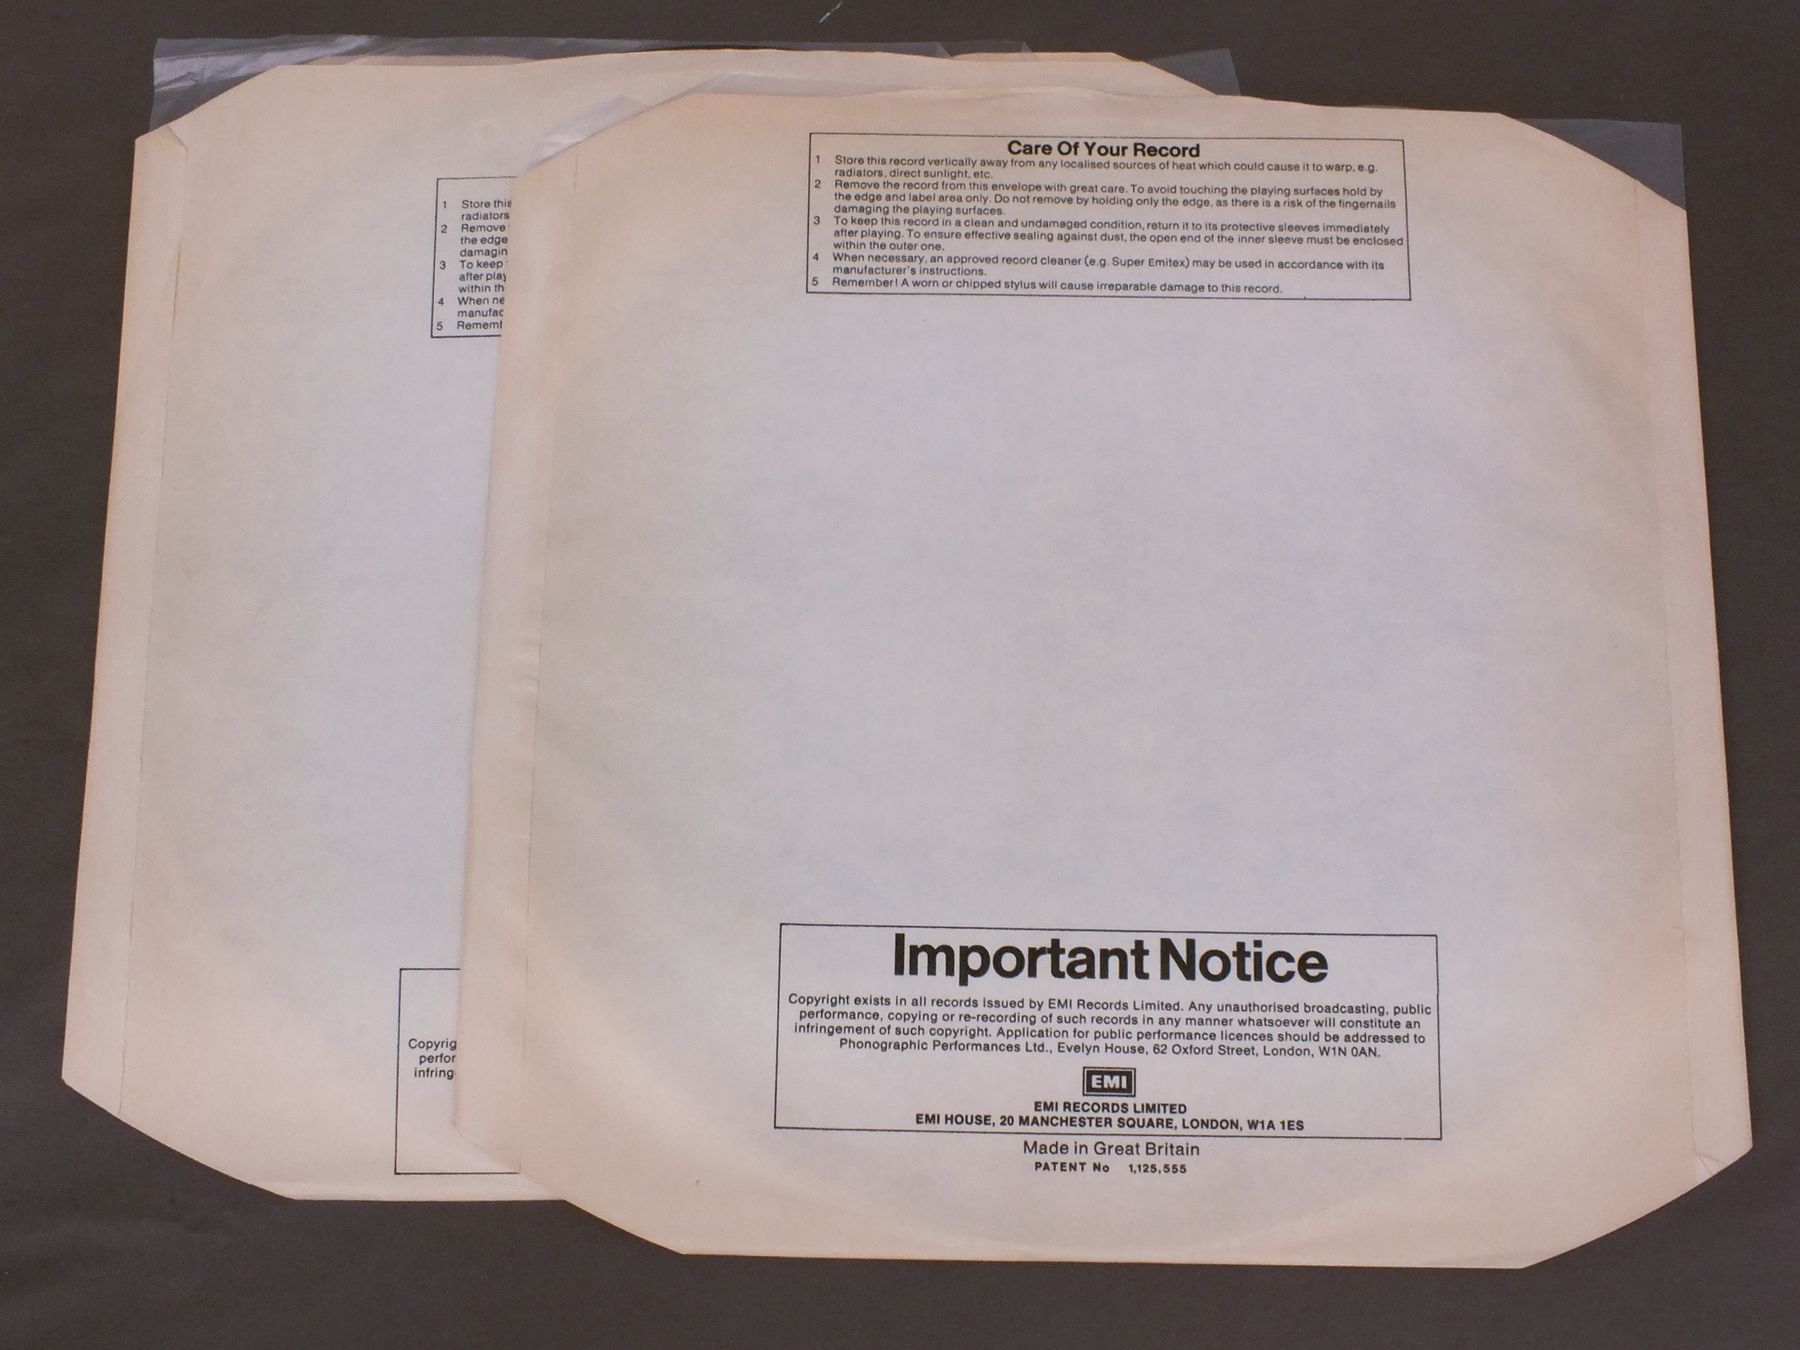 Care Of Your Record
1 Store this record vertically away from any localised sources of heat which could cause it to warp, e.g.
radiators, direct sunlight, etc.
2 Remove the record from this envelope with great care. To avoid touching the playing surfaces hold by
the edge and label area only. Do not remove by holding only the edge, as there is a risk of the fingernails
damaging the playing surfaces.
3 To keep this record in a clean and undamaged condition, return it to its protective sleeves immediately
after playing. To ensure effective sealing against dust, the open end of the inner sleeve must be enclosed
within the outer one.
4 When necessary, an approved record cleaner (e.g. Super Emitex) may be used in accordance with its
manufacturer's instructions.
5 Remember! A worn or chipped stylus will cause irreparable damage to this record.
Important Notice
Copyright exists in all records issued by EMI Records Limited. Any unauthorised broadcasting, public
performance, copying or re-recording of such records in any manner whatsoever will constitute an
infringement of such copyright. Application for public performance licences should be addressed to
Phonographic Performances Ltd., Evelyn House, 62 Oxford Street, London, W1N 0AN.
EMI
EMI RECORDS LIMITED
EMI HOUSE, 20 MANCHESTER SQUARE, LONDON, W1A 1ES
Made in Great Britain
PATENT No 1,125,555
1 Store this
radiators
2 Remove
the edge
damagin
3 To keep
after play
within th
4 When ne
manufac
5 Rememb
Copyrig
perfor
infring